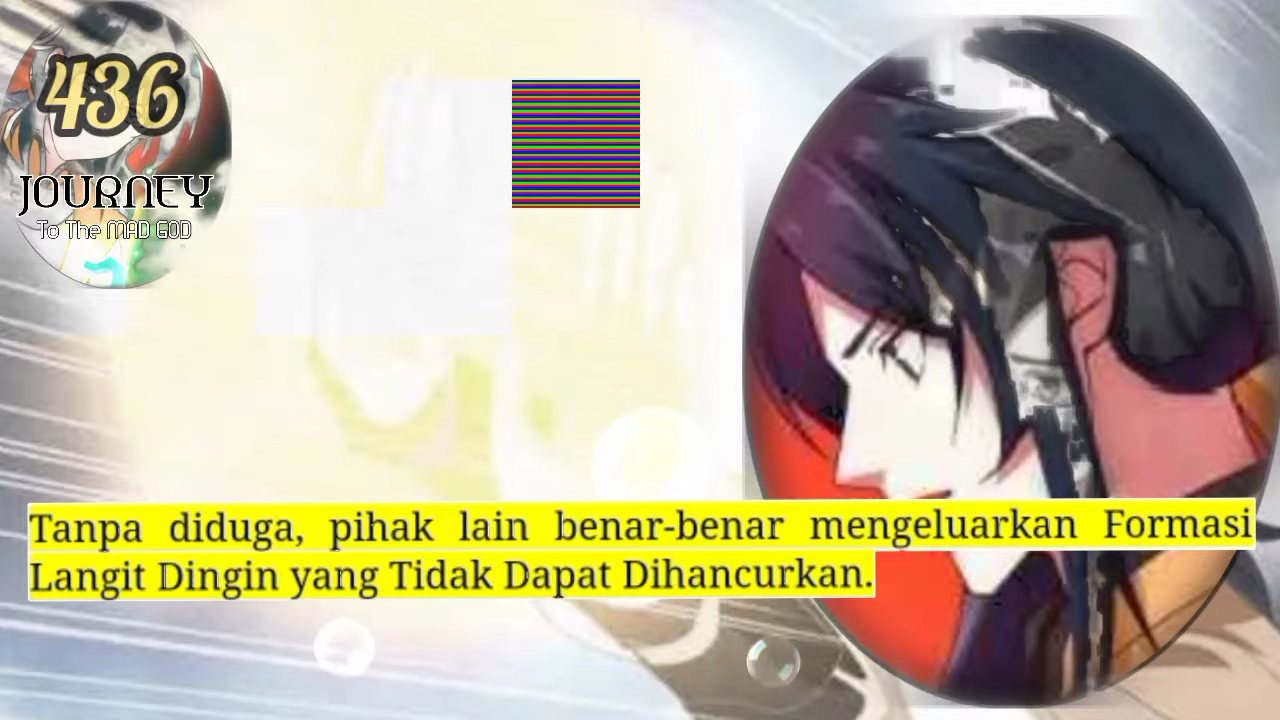 436
JOURNEY
To The MAD GOD
Tanpa diduga, pihak lain benar-benar mengeluarkan Formasi
Langit Dingin yang Tidak Dapat Dihancurkan.